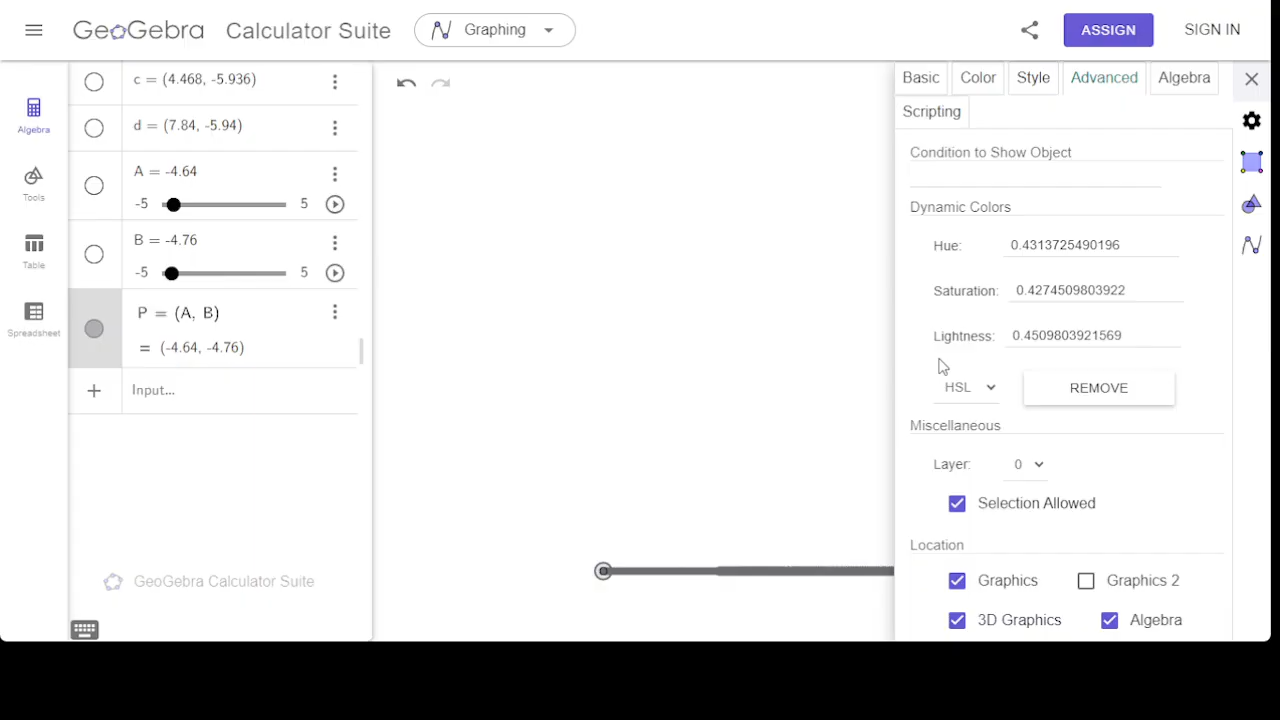 GeoGebra Calculator Suite Graphing ASSIGN SIGN IN
Algebra
Tools
Table
Spreadsheet
c = (4.468, -5.936)
d = (7.84, -5.94)
A = -4.64
-5 5
B = -4.76
-5 5
P = (A, B)
= (-4.64, -4.76)
+ Input...
GeoGebra Calculator Suite
Basic Color Style Advanced Algebra
Scripting
Condition to Show Object
Dynamic Colors
Hue: 0.4313725490196
Saturation: 0.4274509803922
Lightness: 0.4509803921569
HSL REMOVE
Miscellaneous
Layer: 0
Selection Allowed
Location
Graphics Graphics 2
3D Graphics Algebra